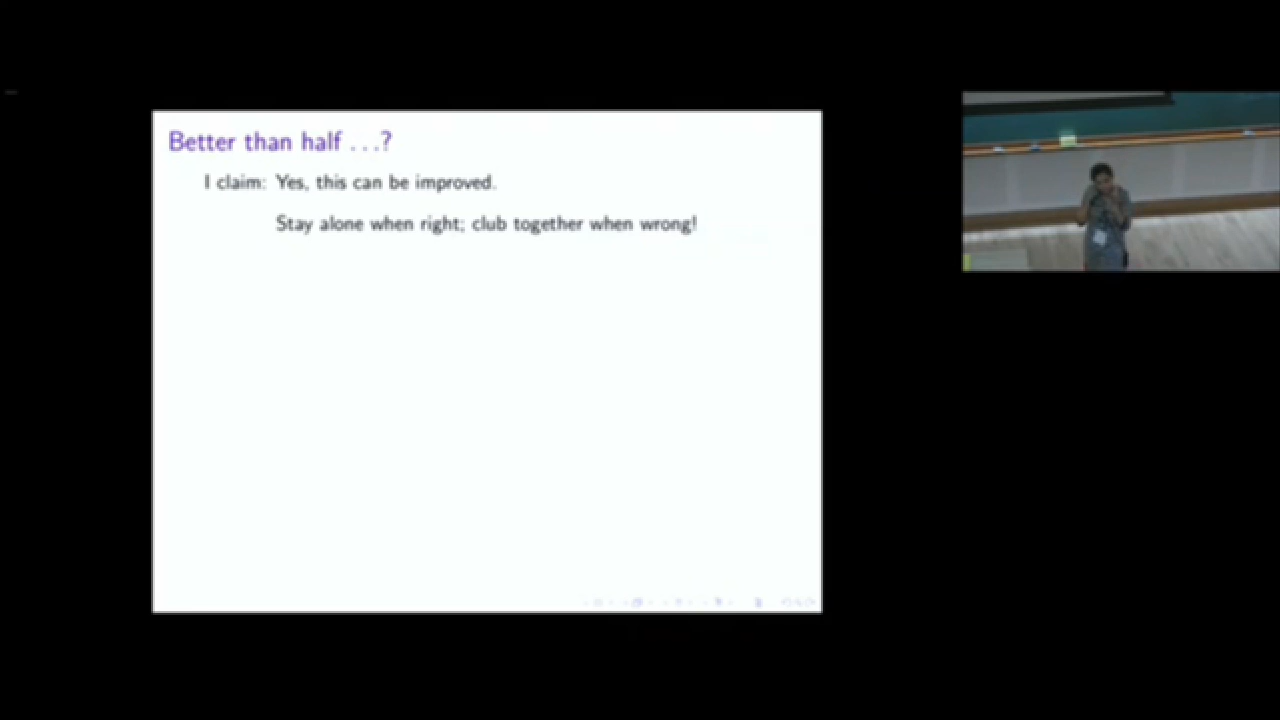 Better than half ...?
I claim: Yes, this can be improved.
Stay alone when right; club together when wrong!